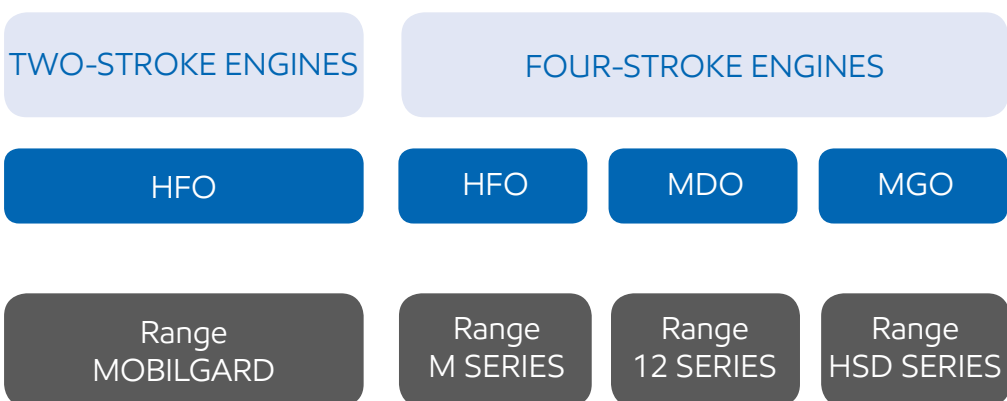 TWO-STROKE ENGINES
FOUR-STROKE ENGINES
HFO
HFO
MDO
MGO
Range
MOBILGARD
Range
M SERIES
Range
12 SERIES
Range
HSD SERIES